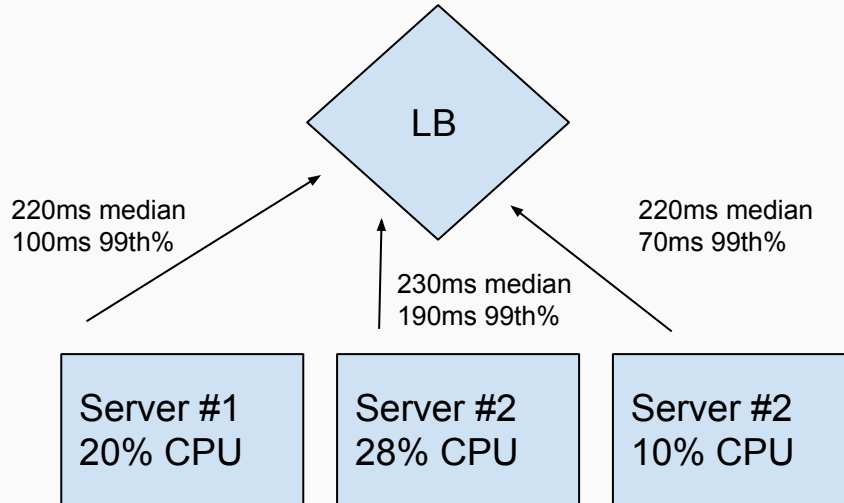 LB
220ms median
100ms 99th%
230ms median
190ms 99th%
220ms median
70ms 99th%
Server #1
20% CPU
Server #2
28% CPU
Server #2
10% CPU